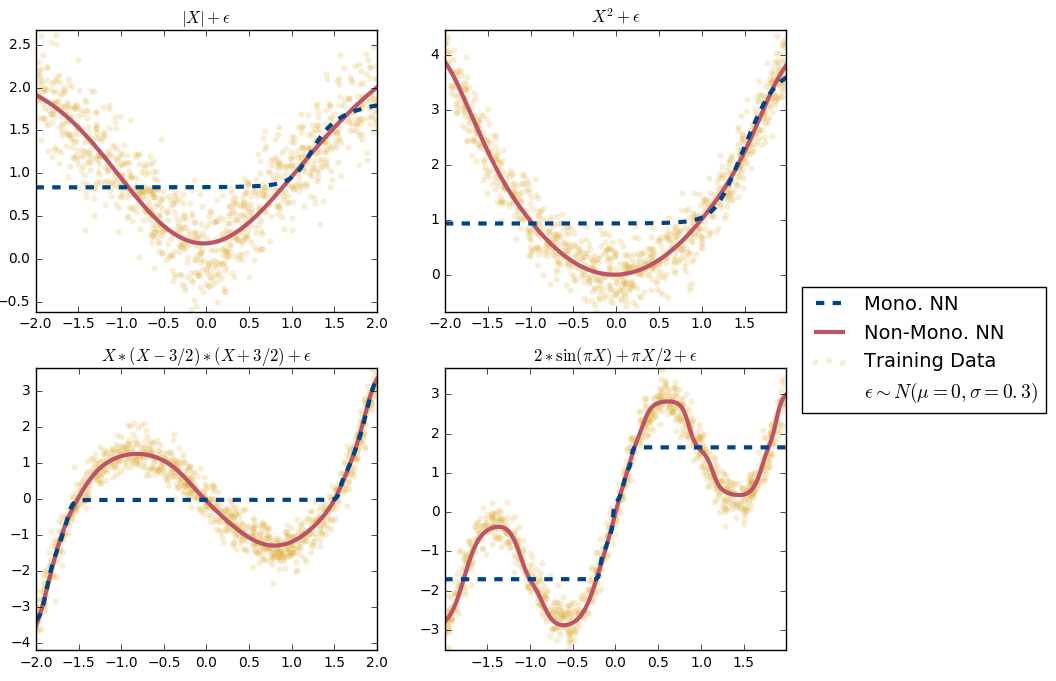 |X| + ϵ
2.5
2.0
1.5
1.0
0.5
0.0
−0.5
−2.0 −1.5 −1.0 −0.5 0.0 0.5 1.0 1.5 2.0
X² + ϵ
4
3
2
1
0
−2.0 −1.5 −1.0 −0.5 0.0 0.5 1.0 1.5
X ∗ (X − 3/2) ∗ (X + 3/2) + ϵ
3
2
1
0
−1
−2
−3
−4
−2.0 −1.5 −1.0 −0.5 0.0 0.5 1.0 1.5 2.0
2 ∗ sin(πX) + πX/2 + ϵ
3
2
1
0
−1
−2
−3
−1.5 −1.0 −0.5 0.0 0.5 1.0 1.5
Mono. NN
Non-Mono. NN
Training Data
ϵ ∼ N(μ = 0, σ = 0.3)